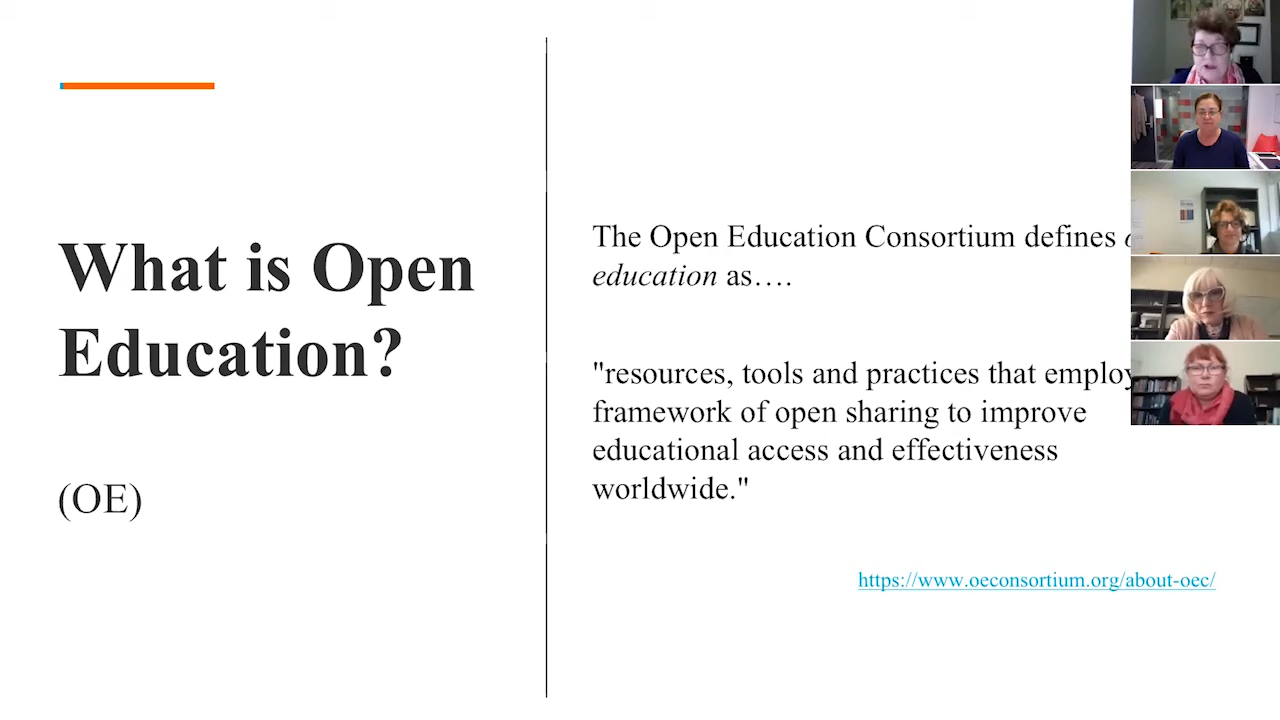 What is Open
Education?
(OE)
The Open Education Consortium defines
education as….
"resources, tools and practices that employ
framework of open sharing to improve
educational access and effectiveness
worldwide."
https://www.oeconsortium.org/about-oec/